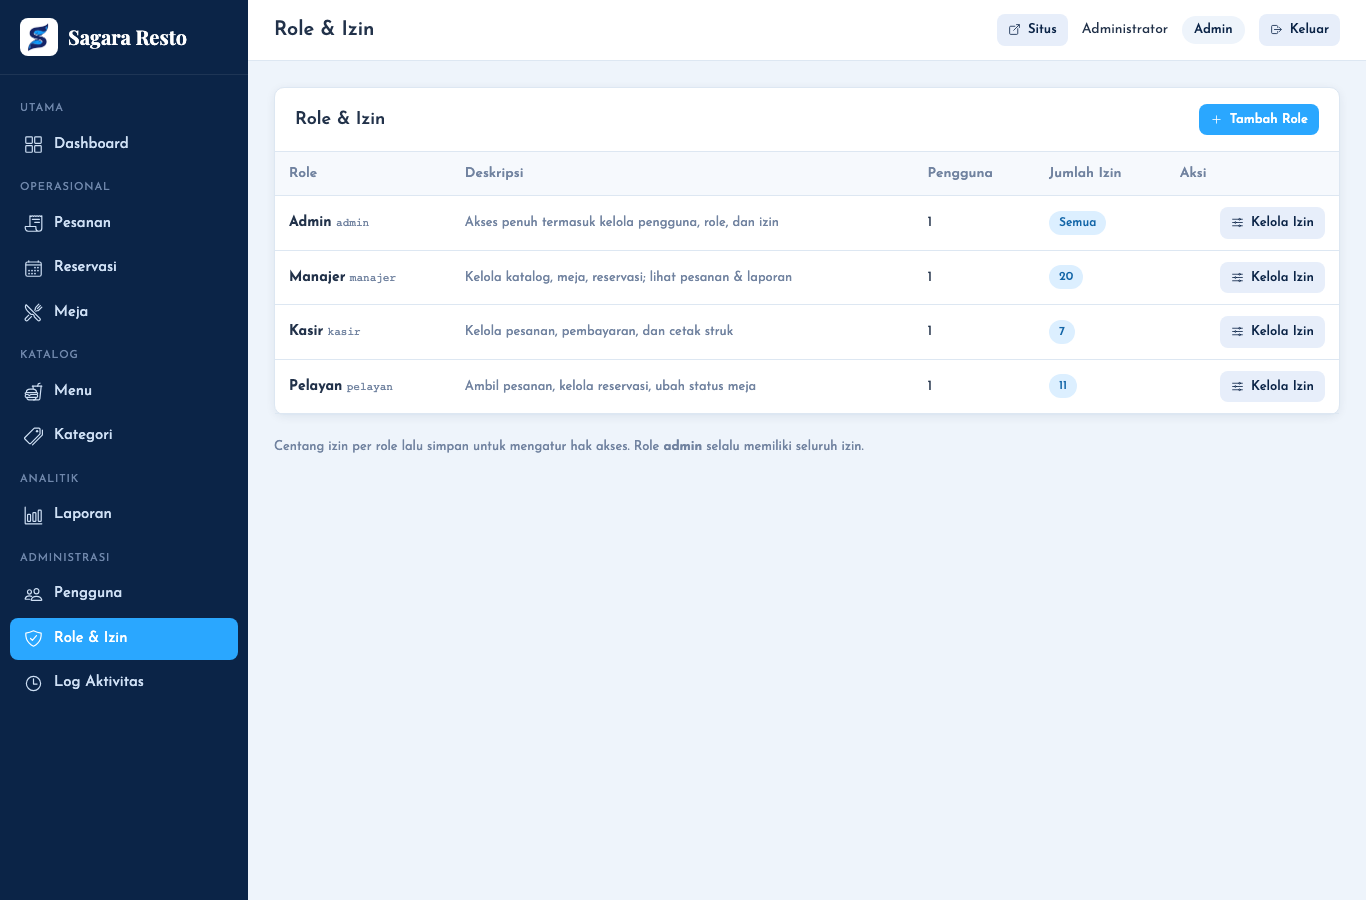 Sagara Resto
UTAMA
Dashboard
OPERASIONAL
Pesanan
Reservasi
Meja
KATALOG
Menu
Kategori
ANALITIK
Laporan
ADMINISTRASI
Pengguna
Role & Izin
Log Aktivitas
Role & Izin
Situs
Administrator
Admin
Keluar
Role & Izin
+ Tambah Role
Role Deskripsi Pengguna Jumlah Izin Aksi
Admin admin Akses penuh termasuk kelola pengguna, role, dan izin 1 Semua Kelola Izin
Manajer manajer Kelola katalog, meja, reservasi; lihat pesanan & laporan 1 20 Kelola Izin
Kasir kasir Kelola pesanan, pembayaran, dan cetak struk 1 7 Kelola Izin
Pelayan pelayan Ambil pesanan, kelola reservasi, ubah status meja 1 11 Kelola Izin
Centang izin per role lalu simpan untuk mengatur hak akses. Role admin selalu memiliki seluruh izin.